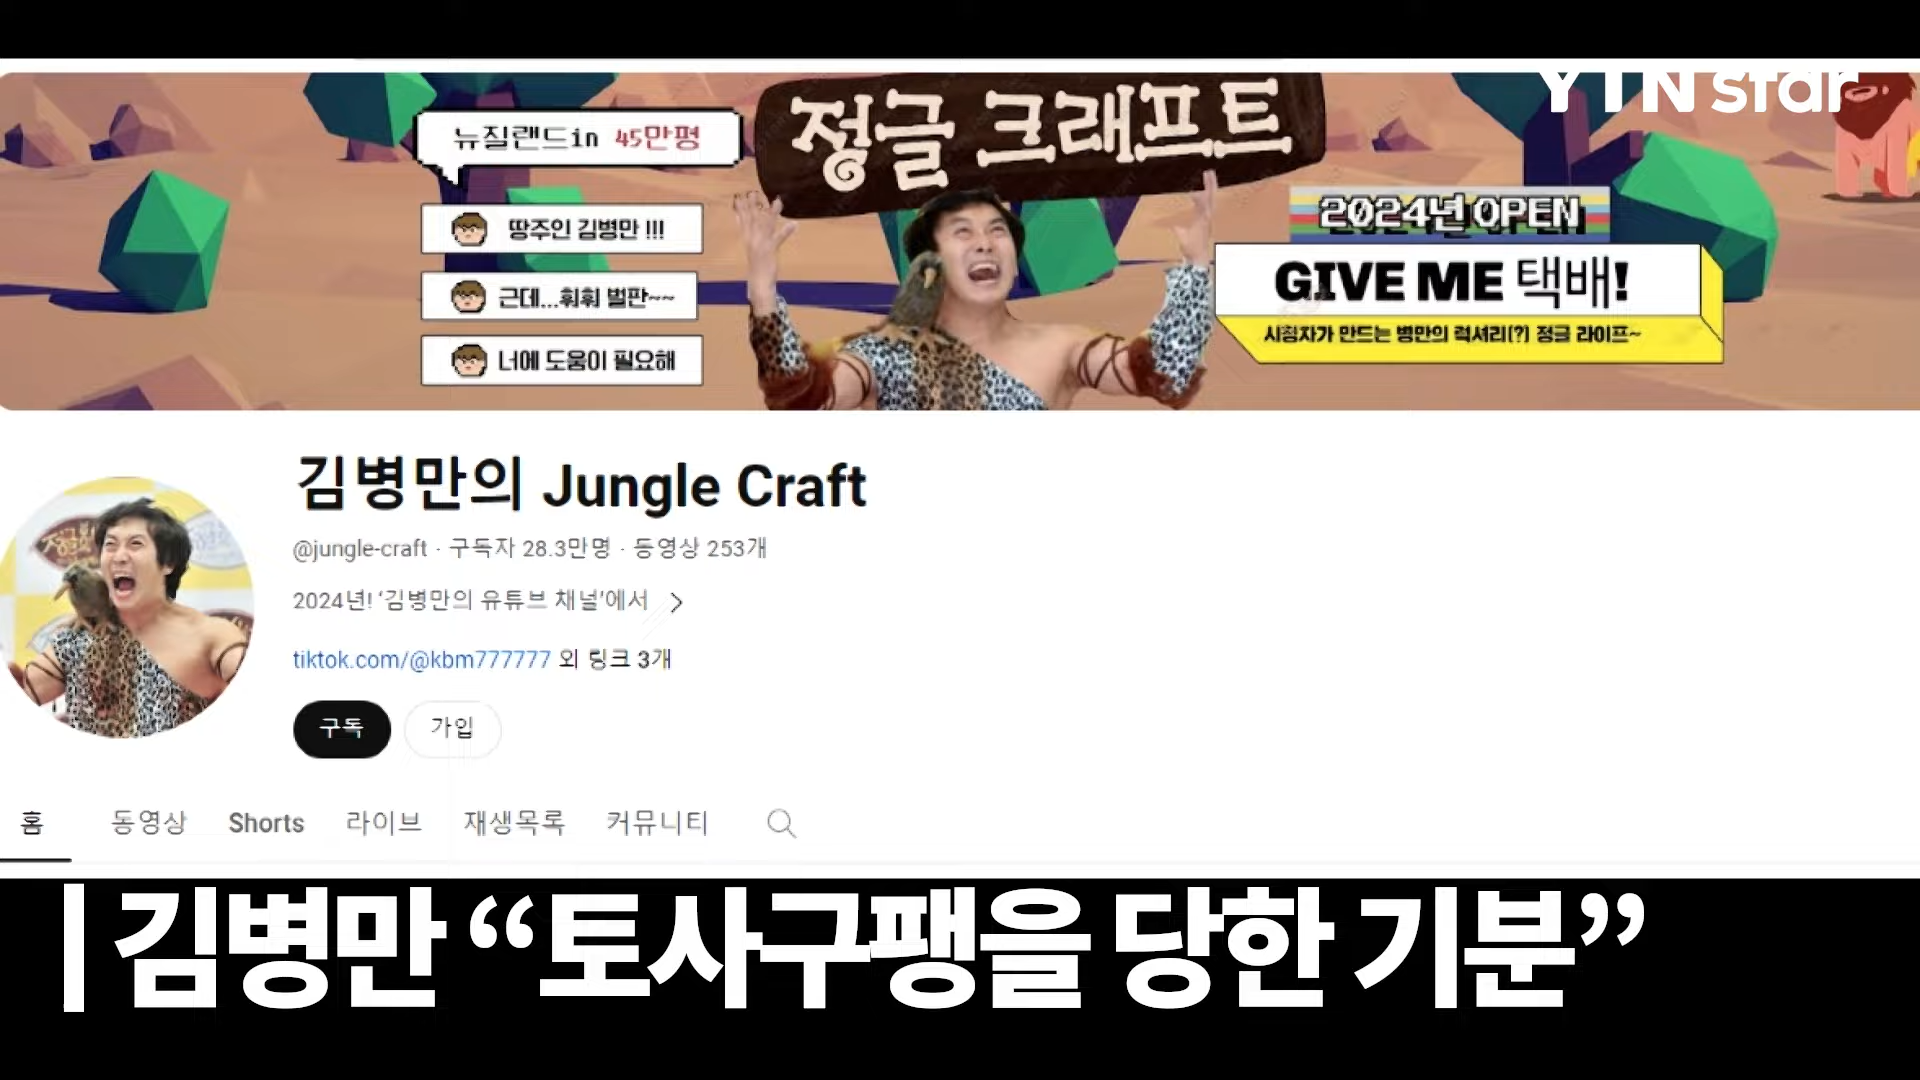 YTN star
정글 크래프트
뉴질랜드in 45만평
땅주인 김병만 !!!
근데...휘휘 벌판~~
너에 도움이 필요해
2024년 OPEN
GIVE ME 택배!
시청자가 만드는 병만의 럭셔리(?) 정글 라이프~
김병만의 Jungle Craft
@jungle-craft · 구독자 28.3만명 · 동영상 253개
2024년! ‘김병만의 유튜브 채널’에서
tiktok.com/@kbm777777 외 링크 3개
구독 가입
홈 동영상 Shorts 라이브 재생목록 커뮤니티
김병만 “토사구팽을 당한 기분”